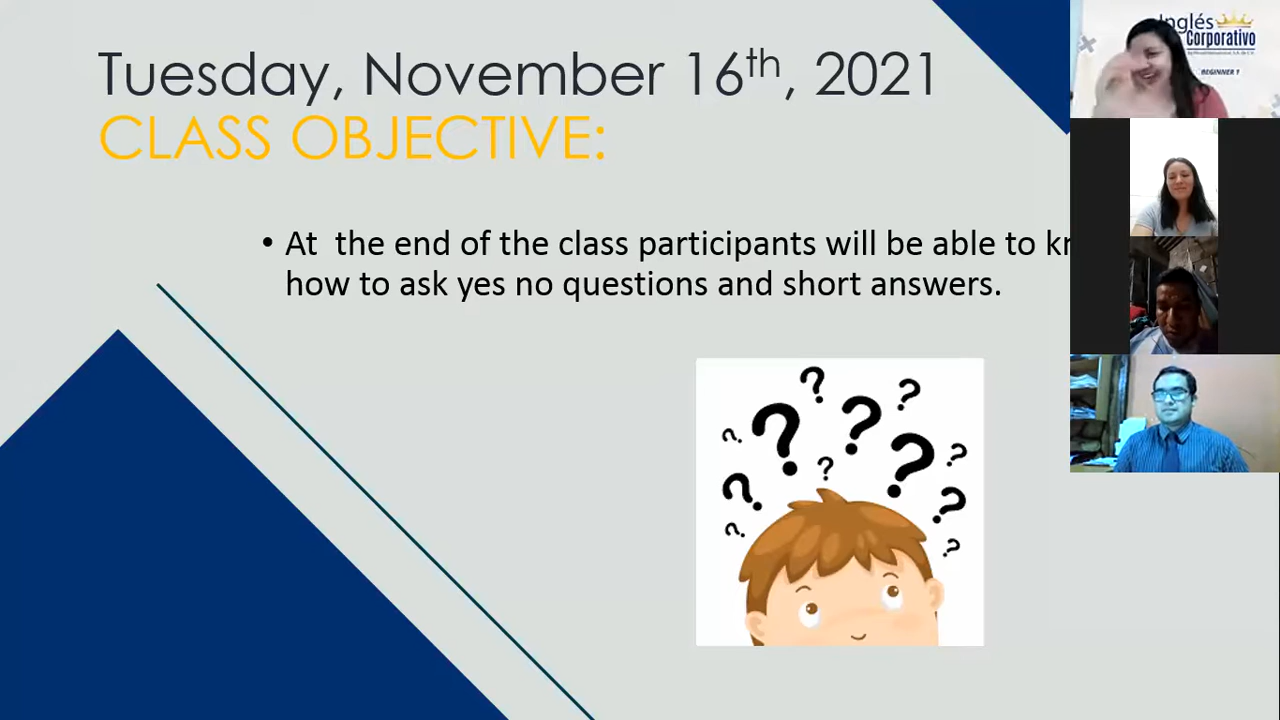 Tuesday, November 16th, 2021
CLASS OBJECTIVE:
• At the end of the class participants will be able to
how to ask yes no questions and short answers.
Inglés
Corporativo
BEGINNER 1